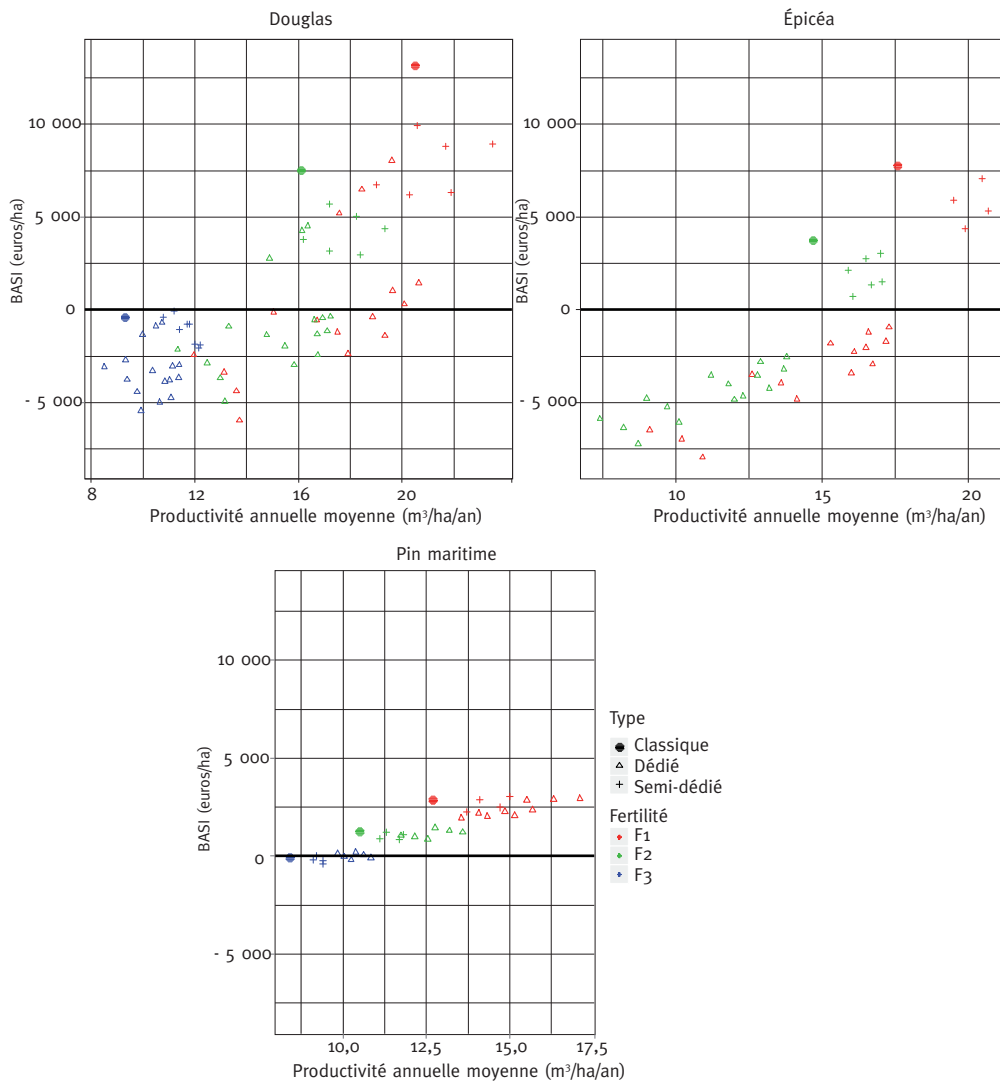 Douglas
Épicéa
BASI (euros/ha)
10 000
5 000
0
- 5 000
8
12
16
20
Productivité annuelle moyenne (m³/ha/an)
BASI (euros/ha)
10 000
5 000
0
- 5 000
10
15
20
Productivité annuelle moyenne (m³/ha/an)
Pin maritime
BASI (euros/ha)
10 000
5 000
0
- 5 000
10,0
12,5
15,0
17,5
Productivité annuelle moyenne (m³/ha/an)
Type
Classique
Dédié
Semi-dédié
Fertilité
F1
F2
F3